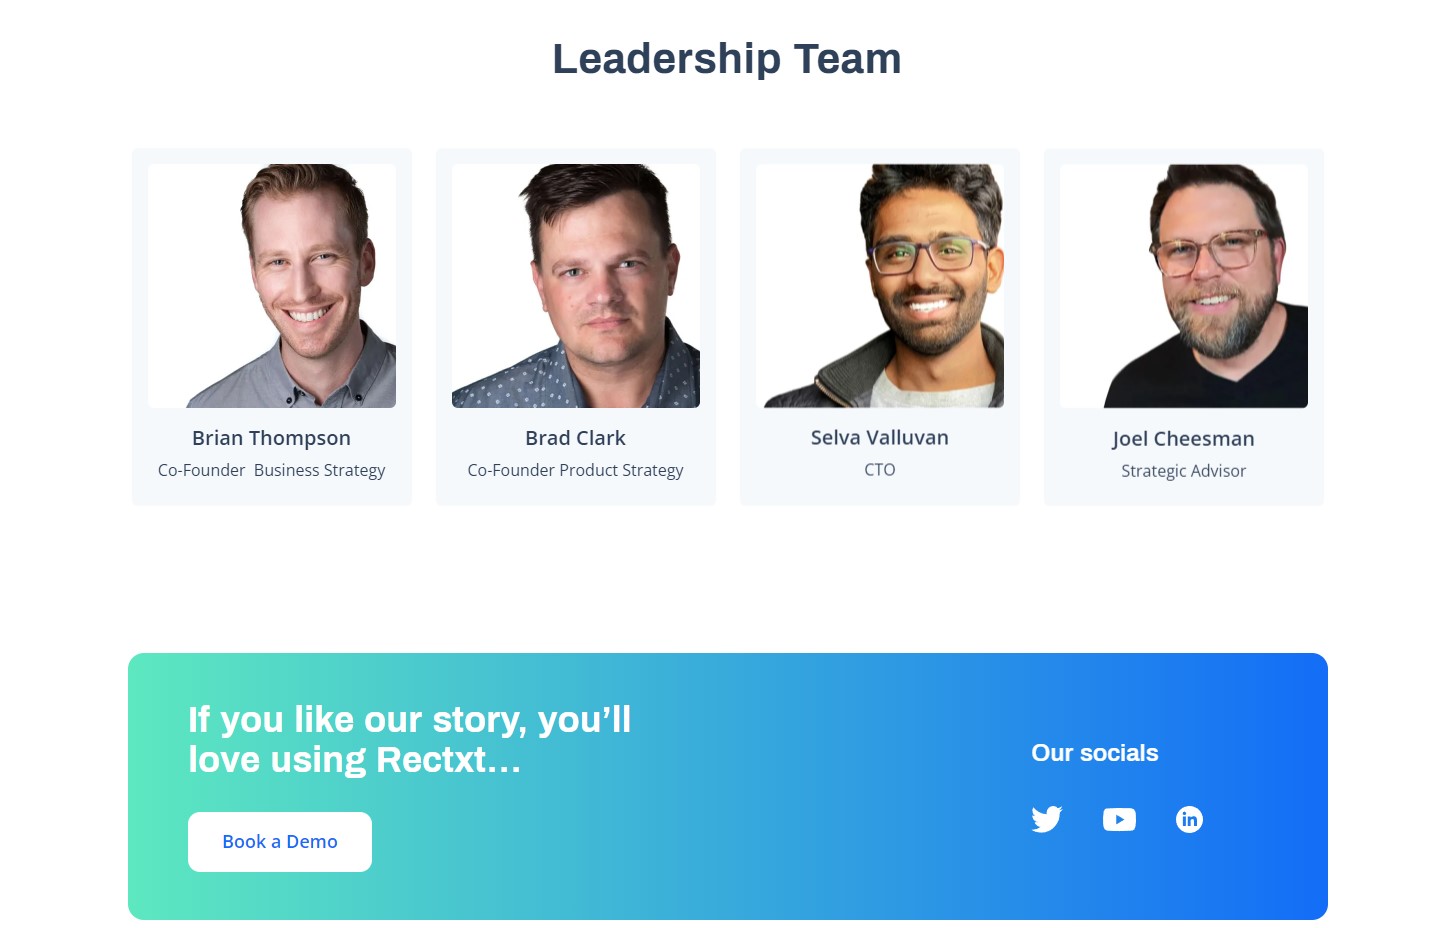 Leadership Team
Brian Thompson
Co-Founder  Business Strategy
Brad Clark
Co-Founder Product Strategy
Selva Valluvan
CTO
Joel Cheesman
Strategic Advisor
If you like our story, you’ll
love using Rectxt...
Book a Demo
Our socials
in